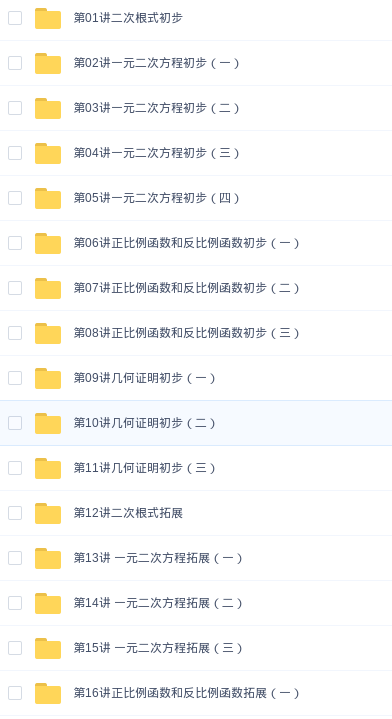 第01讲二次根式初步
第02讲一元二次方程初步（一）
第03讲一元二次方程初步（二）
第04讲一元二次方程初步（三）
第05讲一元二次方程初步（四）
第06讲正比例函数和反比例函数初步（一）
第07讲正比例函数和反比例函数初步（二）
第08讲正比例函数和反比例函数初步（三）
第09讲几何证明初步（一）
第10讲几何证明初步（二）
第11讲几何证明初步（三）
第12讲二次根式拓展
第13讲 一元二次方程拓展（一）
第14讲 一元二次方程拓展（二）
第15讲 一元二次方程拓展（三）
第16讲正比例函数和反比例函数拓展（一）